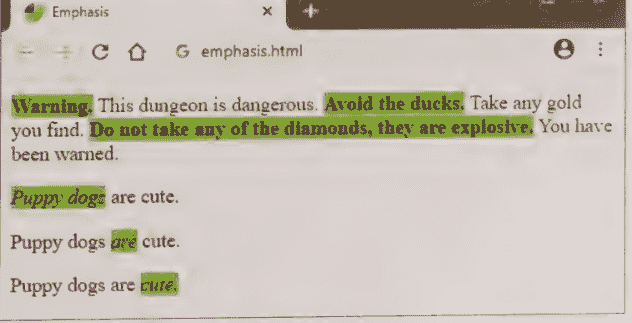 Emphasis
emphasis.html
Warning. This dungeon is dangerous. Avoid the ducks. Take any gold
you find. Do not take any of the diamonds, they are explosive. You have
been warned.
Puppy dogs are cute.
Puppy dogs are cute.
Puppy dogs are cute.